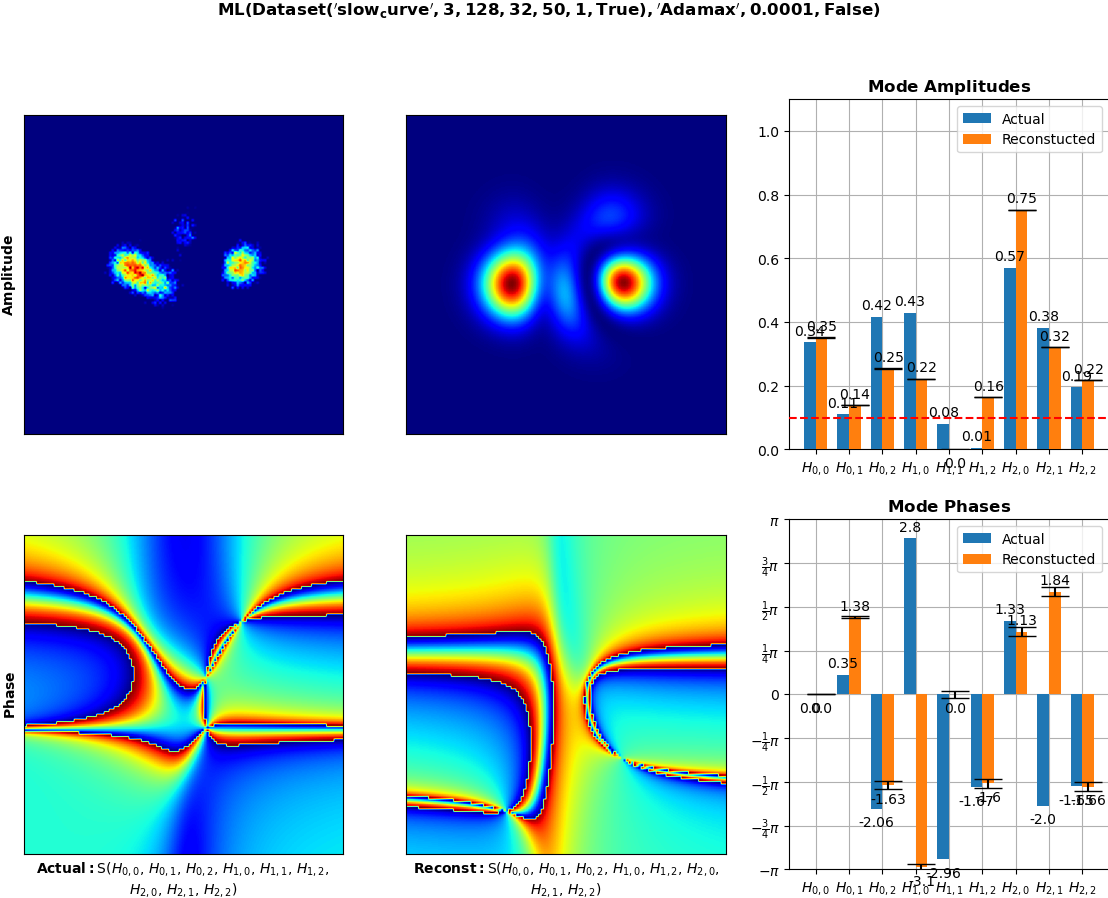 ML(Dataset('slow_curve', 3, 128, 32, 50, 1, True), 'Adamax', 0.0001, False)
Amplitude
Mode Amplitudes
Actual
Reconstucted
1.0
0.8
0.6
0.4
0.2
0.0
0.34
0.35
0.11
0.14
0.42
0.25
0.43
0.22
0.08
0.0
0.01
0.16
0.57
0.75
0.38
0.32
0.19
0.22
H0,0 H0,1 H0,2 H1,0 H1,1 H1,2 H2,0 H2,1 H2,2
Phase
Actual: S(H0,0, H0,1, H0,2, H1,0, H1,1, H1,2,
H2,0, H2,1, H2,2)
Reconst: S(H0,0, H0,1, H0,2, H1,0, H1,2, H2,0,
H2,1, H2,2)
Mode Phases
Actual
Reconstucted
π
3/4π
1/2π
1/4π
0
−1/4π
−1/2π
−3/4π
−π
0.0
0.0
0.35
1.38
-2.06
-1.63
2.8
-3.1
-2.96
0.0
-1.67
-1.6
1.33
1.13
-2.0
1.84
-1.65
-1.66
H0,0 H0,1 H0,2 H1,0 H1,1 H1,2 H2,0 H2,1 H2,2